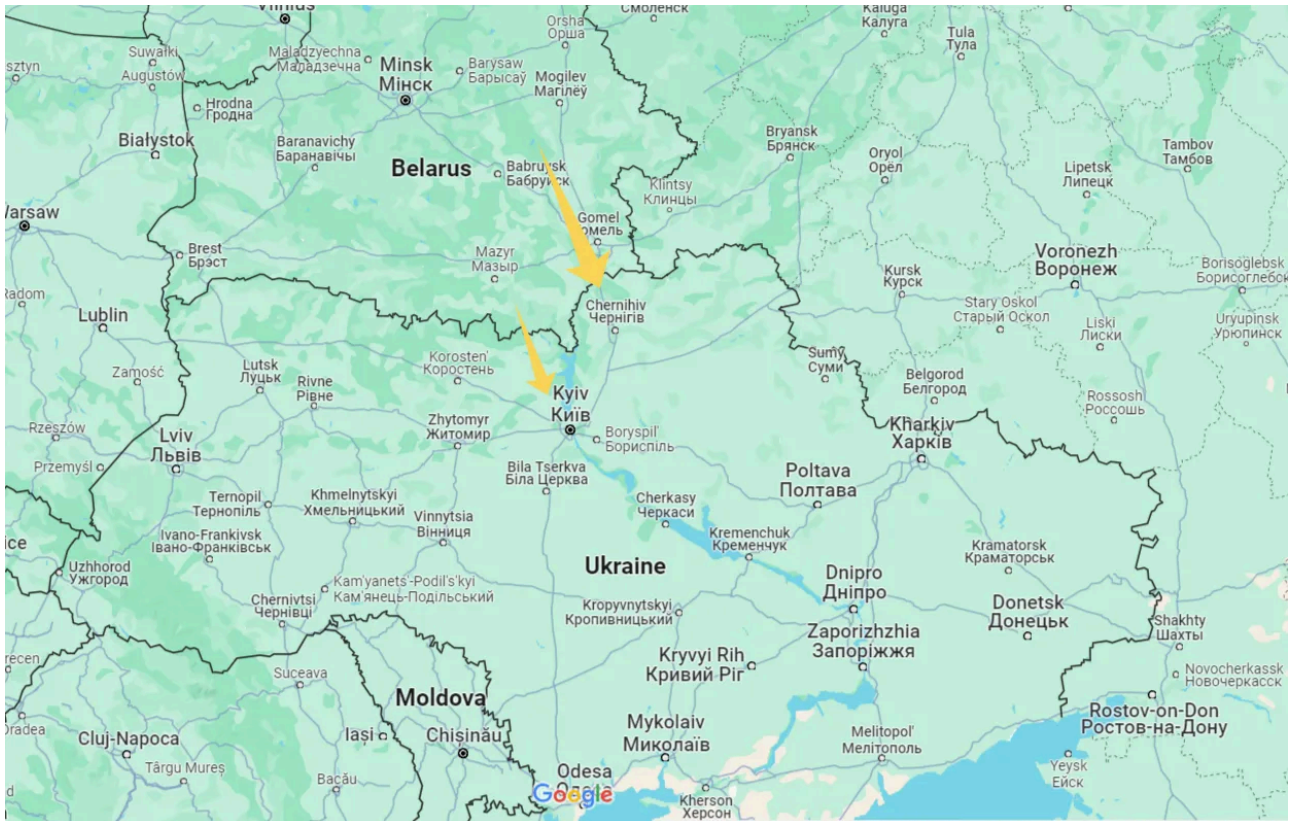 Vilnius
Смоленск
Kaluga
Калуга
Orsha
Орша
Tula
Тула
Suwałki
Augustów
Maladzyechna
Маладзечна
Minsk
Мінск
Barysaw
Барысаў
Mogilev
Магілёў
Hrodna
Гродна
Białystok
Baranavichy
Баранавічы
Belarus
Babruysk
Бабруйск
Bryansk
Брянск
Oryol
Орёл
Lipetsk
Липецк
Tambov
Тамбов
Klintsy
Клинцы
Warsaw
Gomel
Brest
Брэст
Mazyr
Мазыр
Voronezh
Воронеж
Kursk
Курск
Borisoglebsk
Борисоглебск
Radom
Lublin
Chernihiv
Чернігів
Stary Oskol
Старый Оскол
Liski
Лиски
Uryupinsk
Урюпинск
Zamość
Lutsk
Луцьк
Rivne
Рівне
Korosten'
Коростень
Sumy
Суми
Belgorod
Белгород
Kyiv
Київ
Rossosh
Россошь
Rzeszów
Zhytomyr
Житомир
Boryspil'
Бориспіль
Kharkiv
Харків
Lviv
Львів
Przemyśl
Bila Tserkva
Біла Церква
Poltava
Полтава
Ternopil
Тернопіль
Khmelnytskyi
Хмельницький
Vinnytsia
Вінниця
Cherkasy
Черкаси
Kremenchuk
Кременчук
Ivano-Frankivsk
Івано-Франківськ
Kramatorsk
Краматорськ
Uzhhorod
Ужгород
Ukraine
Kam'yanets'-Podil's'kyi
Кам'янець-Подільський
Dnipro
Дніпро
Chernivtsi
Чернівці
Kropyvnytskyi
Кропивницький
Donetsk
Донецьк
Shakhty
Шахты
Zaporizhzhia
Запоріжжя
Kryvyi Rih
Кривий Ріг
Suceava
Novocherkassk
Новочеркасск
Moldova
Rostov-on-Don
Ростов-на-Дону
Mykolaiv
Миколаїв
Melitopol'
Мелітополь
Iași
Chișinău
Cluj-Napoca
Târgu Mureș
Bacău
Yeysk
Ейск
Odesa
Google
Kherson
Херсон